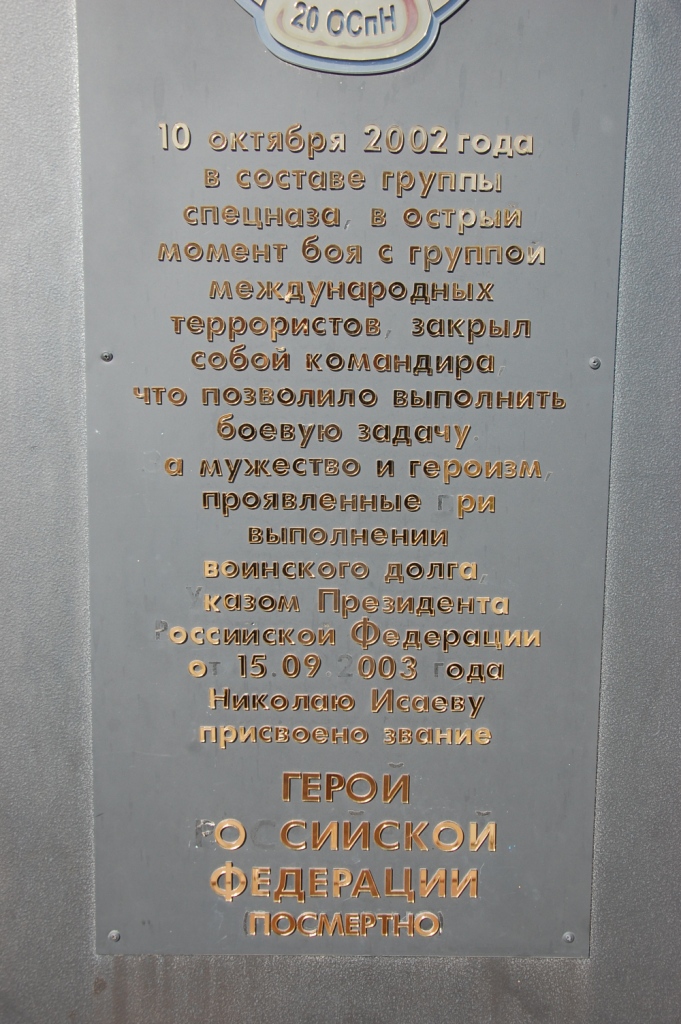 20 ОСпН
10 октября 2002 года
в составе группы
спецназа, в острый
момент боя с группой
международных
террористов, закрыл
собой командира,
что позволило выполнить
боевую задачу.
За мужество и героизм,
проявленные при
выполнении
воинского долга,
Указом Президента
Российской Федерации
от 15.09.2003 года
Николаю Исаеву
присвоено звание
ГЕРОЙ
РОССИЙСКОЙ
ФЕДЕРАЦИИ
(ПОСМЕРТНО)